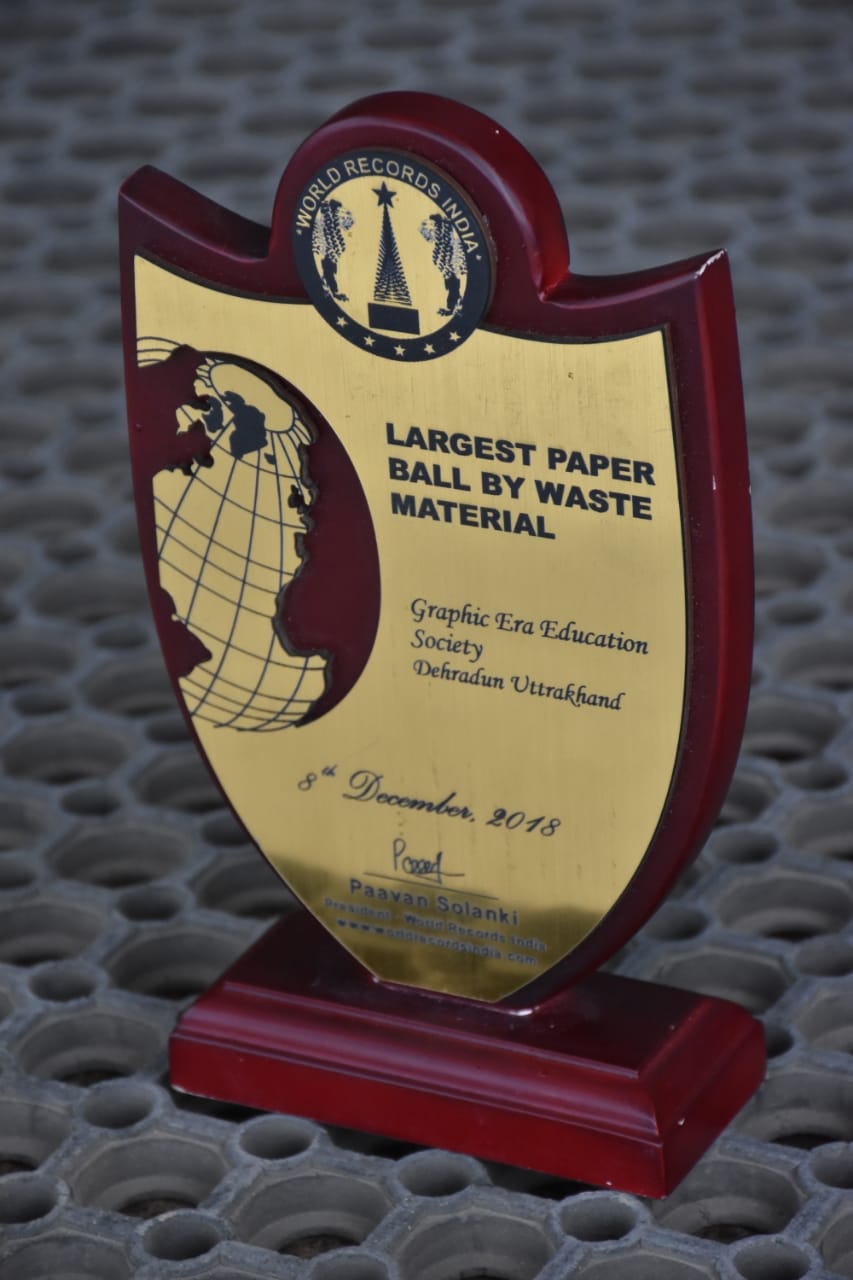 *WORLD RECORDS INDIA*
LARGEST PAPER
BALL BY WASTE
MATERIAL
Graphic Era Education
Society
Dehradun Uttrakhand
8th December, 2018
Paavan Solanki
President - World Records India
www.worldrecordsindia.com